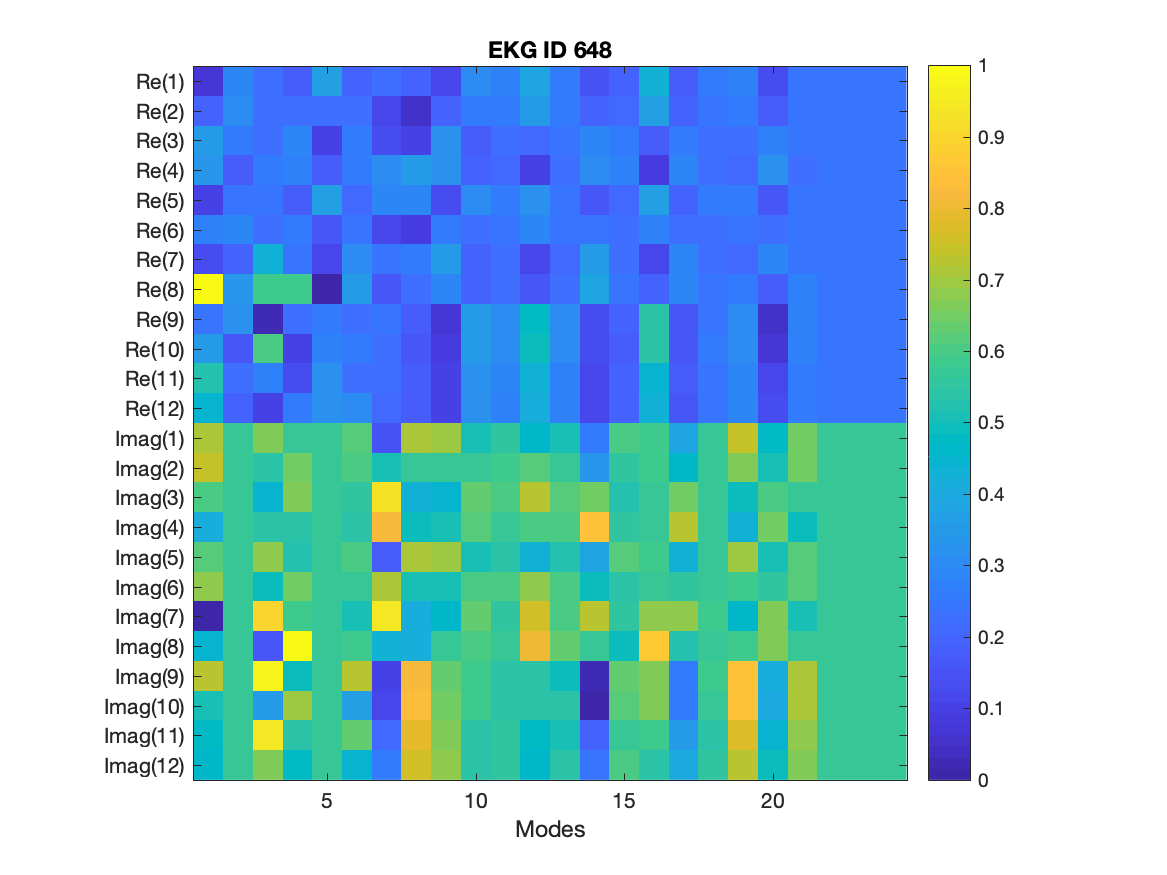 EKG ID 648
Re(1)
Re(2)
Re(3)
Re(4)
Re(5)
Re(6)
Re(7)
Re(8)
Re(9)
Re(10)
Re(11)
Re(12)
Imag(1)
Imag(2)
Imag(3)
Imag(4)
Imag(5)
Imag(6)
Imag(7)
Imag(8)
Imag(9)
Imag(10)
Imag(11)
Imag(12)
5 10 15 20
Modes
1
0.9
0.8
0.7
0.6
0.5
0.4
0.3
0.2
0.1
0